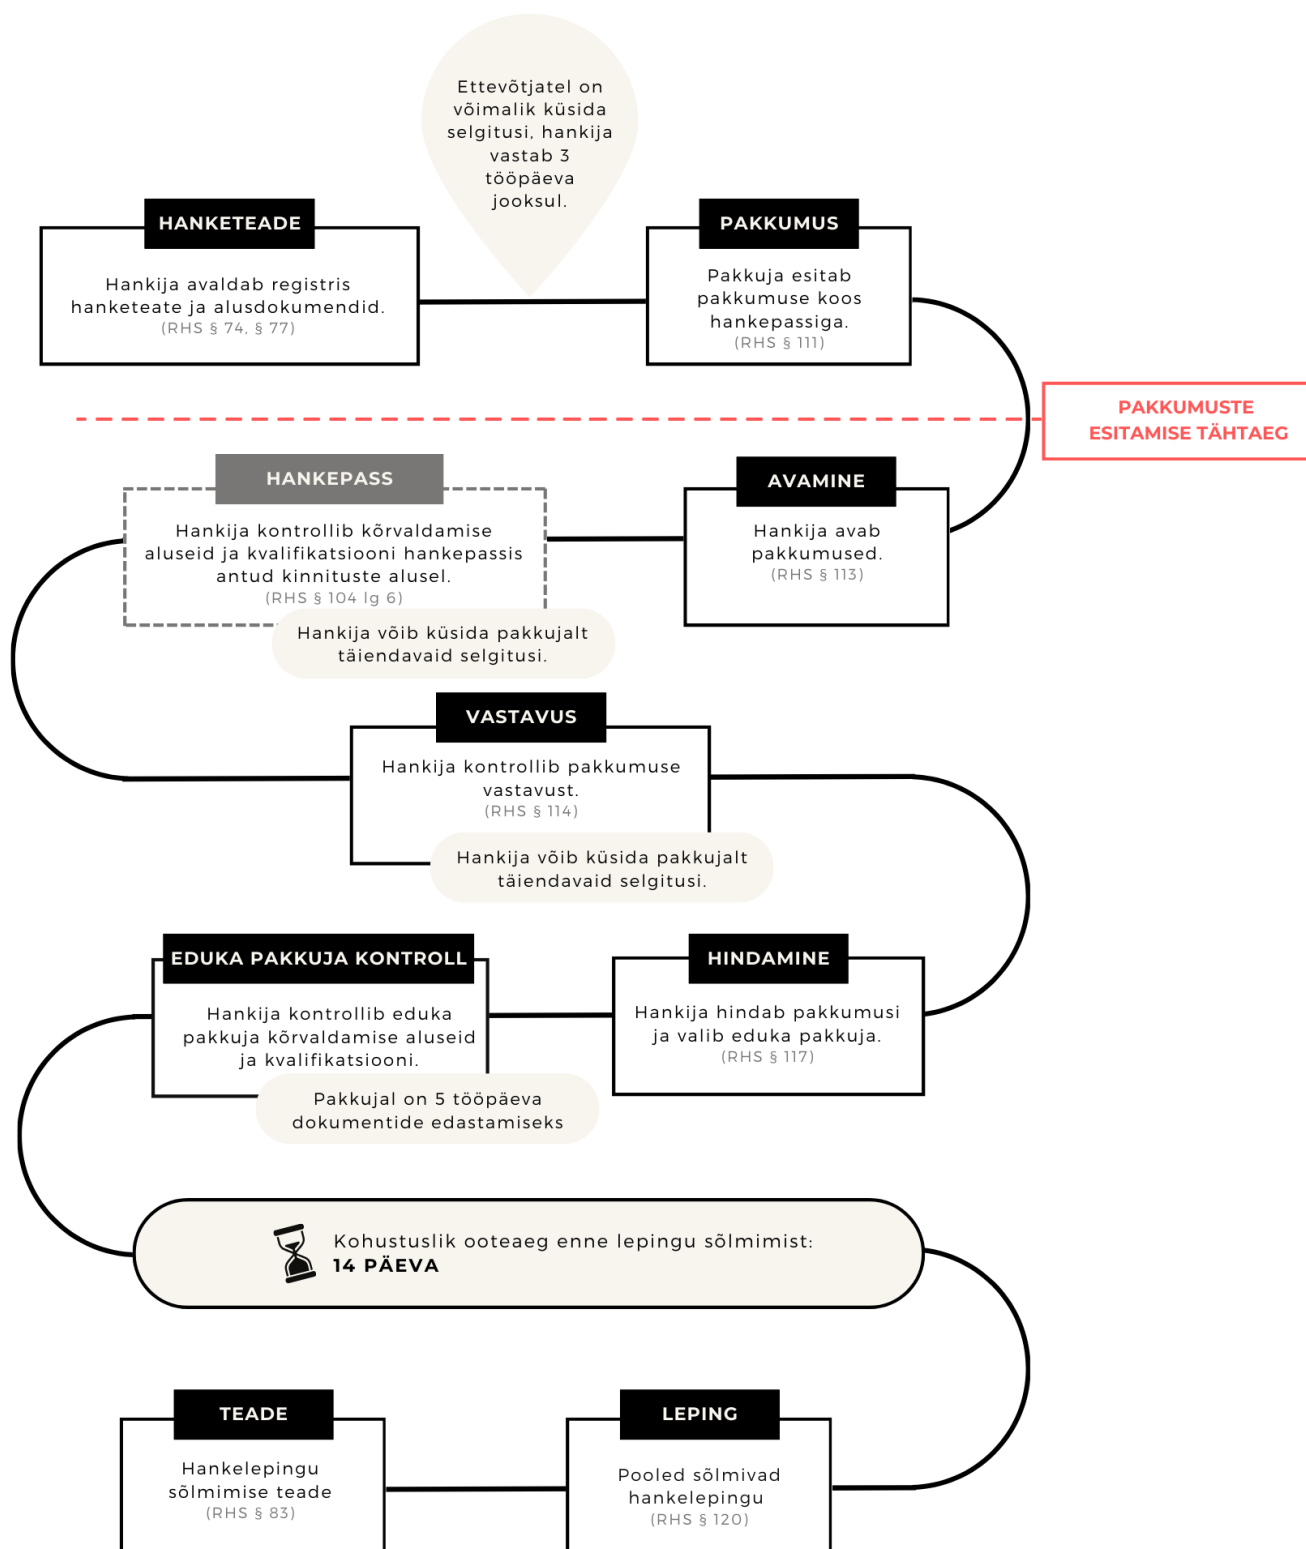 Ettevõtjatel on
võimalik küsida
selgitusi, hankija
vastab 3
tööpäeva
jooksul.
HANKETEADE
Hankija avaldab registris
hanketeate ja alusdokumendid.
(RHS § 74, § 77)
PAKKUMUS
Pakkuja esitab
pakkumuse koos
hankepassiga.
(RHS § 111)
PAKKUMUSTE
ESITAMISE TÄHTAEG
AVAMINE
Hankija avab
pakkumused.
(RHS § 113)
HANKEPASS
Hankija kontrollib kõrvaldamise
aluseid ja kvalifikatsiooni hankepassis
antud kinnituste alusel.
(RHS § 104 lg 6)
Hankija võib küsida pakkujalt
täiendavaid selgitusi.
VASTAVUS
Hankija kontrollib pakkumuse
vastavust.
(RHS § 114)
Hankija võib küsida pakkujalt
täiendavaid selgitusi.
HINDAMINE
Hankija hindab pakkumusi
ja valib eduka pakkuja.
(RHS § 117)
EDUKA PAKKUJA KONTROLL
Hankija kontrollib eduka
pakkuja kõrvaldamise aluseid
ja kvalifikatsiooni.
Pakkujal on 5 tööpäeva
dokumentide edastamiseks
Kohustuslik ooteaeg enne lepingu sõlmimist:
14 PÄEVA
LEPING
Pooled sõlmivad
hankelepingu
(RHS § 120)
TEADE
Hankelepingu
sõlmimise teade
(RHS § 83)